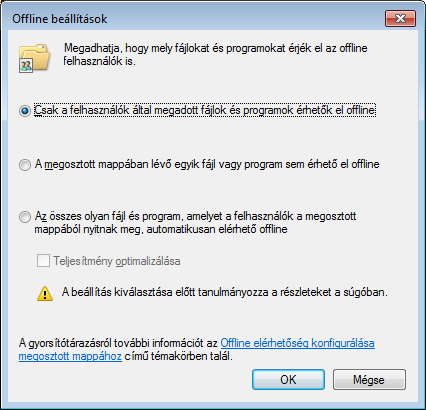 Offline beállítások
Megadhatja, hogy mely fájlokat és programokat érjék el az offline
felhasználók is.
Csak a felhasználók által megadott fájlok és programok érhetők el offline
A megosztott mappában lévő egyik fájl vagy program sem érhető el offline
Az összes olyan fájl és program, amelyet a felhasználók a megosztott
mappából nyitnak meg, automatikusan elérhető offline
Teljesítmény optimalizálása
A beállítás kiválasztása előtt tanulmányozza a részleteket a súgóban.
A gyorsítótárazásról további információt az Offline elérhetőség konfigurálása
megosztott mappához című témakörben talál.
OK Mégse